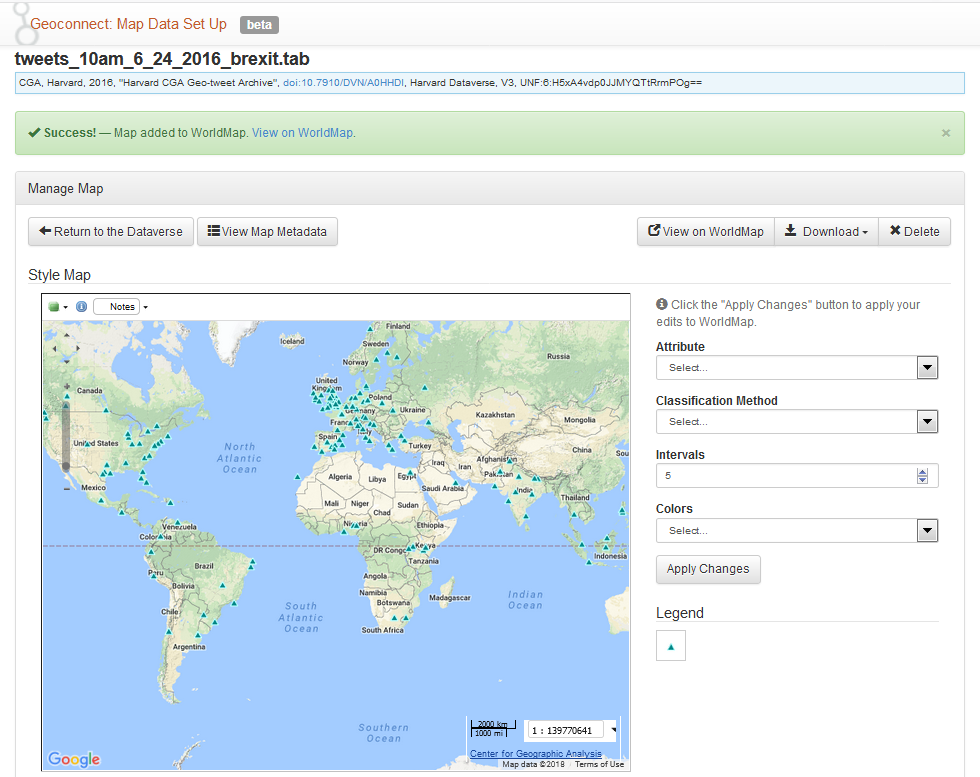 Geoconnect: Map Data Set Up beta
tweets_10am_6_24_2016_brexit.tab
CGA, Harvard, 2016, "Harvard CGA Geo-tweet Archive", doi:10.7910/DVN/A0HHDI, Harvard Dataverse, V3, UNF:6:H5xA4vdp0JJMYQTtRrmPOg==
Success! — Map added to WorldMap. View on WorldMap. ×
Manage Map
Return to the Dataverse View Map Metadata View on WorldMap Download Delete
Style Map
Notes
Click the "Apply Changes" button to apply your
edits to WorldMap.
Attribute
Select...
Classification Method
Select...
Intervals
5
Colors
Select...
Apply Changes
Legend
Finland
Iceland
Sweden
Russia
Norway
Canada
United
Kingdom
Poland
Germany
Ukraine
Kazakhstan
Mongolia
France
Italy
United States
North
Atlantic
Ocean
Spain
Turkey
China
Sou
Iraq
Iran
Afghanistan
Algeria
Libya
Egypt
Pakistan
Mexico
Saudi Arabia
India
Mali
Niger
Chad
Sudan
Thailand
Venezuela
Nigeria
Ethiopia
Colombia
DR Congo
Kenya
Indonesia
Tanzania
Brazil
Peru
Bolivia
Angola
Namibia
Botswana
Madagascar
Indian
Ocean
South
Atlantic
Ocean
Chile
South Africa
Argentina
Southern
Ocean
2000 km
1000 mi
1 : 139770641
Center for Geographic Analysis
Google
Map data ©2018 Terms of Use